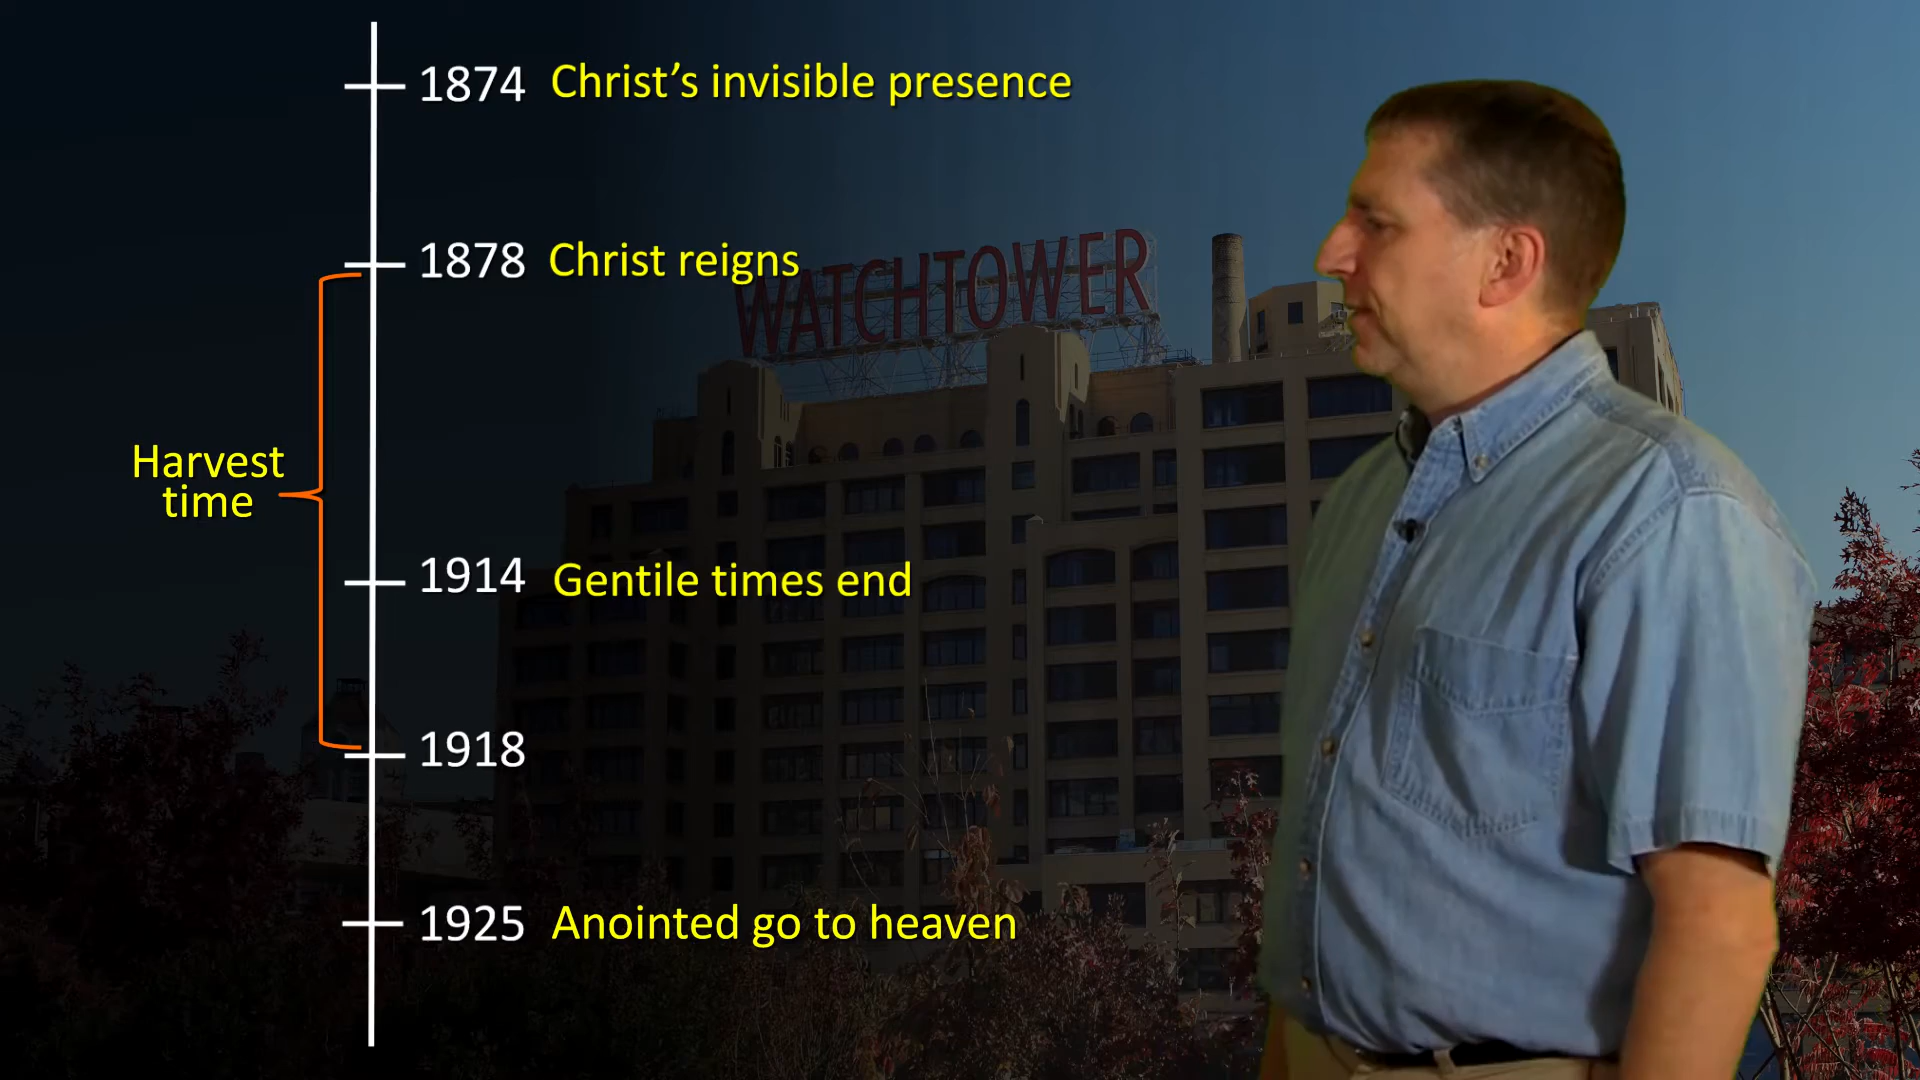 1874 Christ's invisible presence
1878 Christ reigns
WATCHTOWER
Harvest
time
1914 Gentile times end
1918
1925 Anointed go to heaven